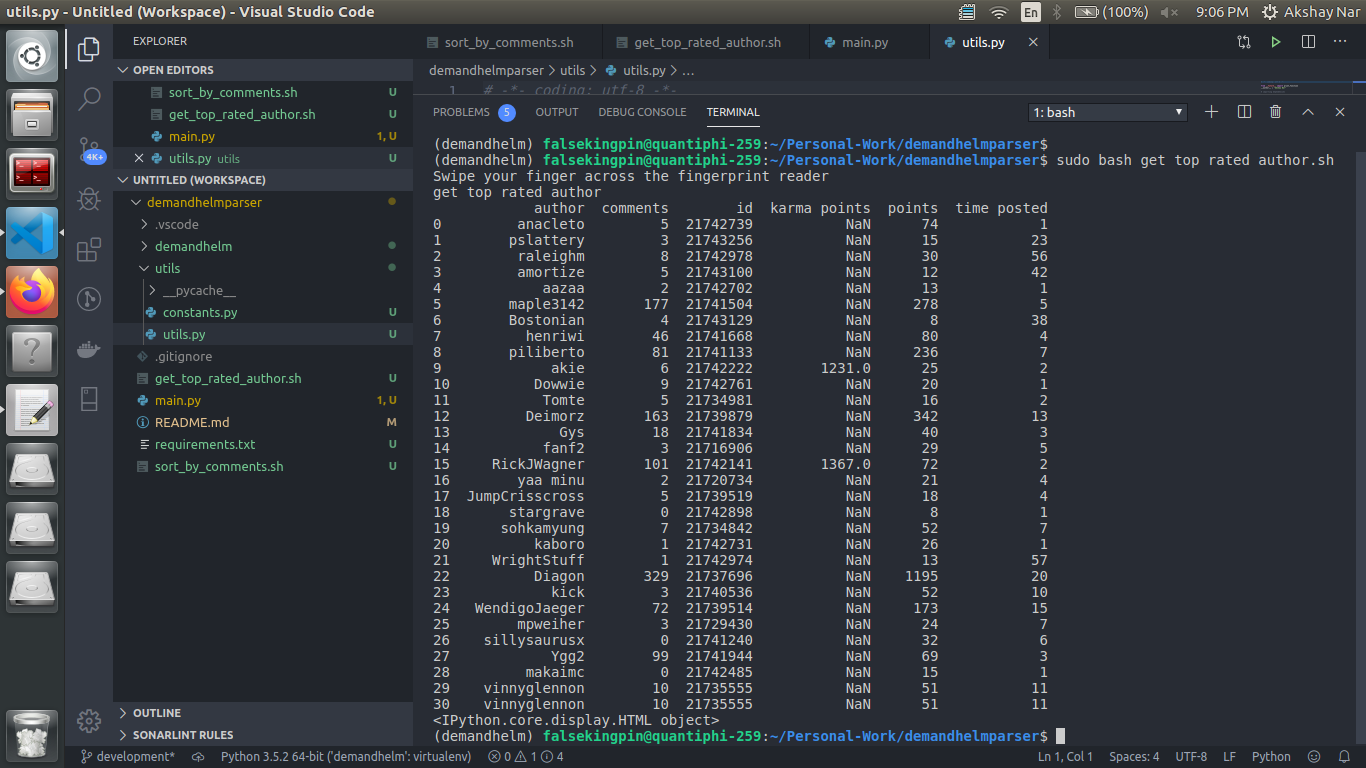 utils.py - Untitled (Workspace) - Visual Studio Code
En (100%) 9:06 PM Akshay Nar
EXPLORER
OPEN EDITORS
sort_by_comments.sh U
get_top_rated_author.sh U
main.py 1, U
utils.py utils U
UNTITLED (WORKSPACE)
demandhelmparser
.vscode
demandhelm
utils
__pycache__
constants.py U
utils.py U
.gitignore
get_top_rated_author.sh U
main.py 1, U
README.md M
requirements.txt U
sort_by_comments.sh U
OUTLINE
SONARLINT RULES
4K+
sort_by_comments.sh get_top_rated_author.sh main.py utils.py
demandhelmparser > utils > utils.py > ...
1 # -*- coding: utf-8 -*-
PROBLEMS 5 OUTPUT DEBUG CONSOLE TERMINAL 1: bash
(demandhelm) falsekingpin@quantiphi-259:~/Personal-Work/demandhelmparser$
(demandhelm) falsekingpin@quantiphi-259:~/Personal-Work/demandhelmparser$ sudo bash get top rated author.sh
Swipe your finger across the fingerprint reader
get top rated author
author comments id karma points points time posted
0 anacleto 5 21742739 NaN 74 1
1 pslattery 3 21743256 NaN 15 23
2 raleighm 8 21742978 NaN 30 56
3 amortize 5 21743100 NaN 12 42
4 aazaa 2 21742702 NaN 13 1
5 maple3142 177 21741504 NaN 278 5
6 Bostonian 4 21743129 NaN 8 38
7 henriwi 46 21741668 NaN 80 4
8 piliberto 81 21741133 NaN 236 7
9 akie 6 21742222 1231.0 25 2
10 Dowwie 9 21742761 NaN 20 1
11 Tomte 5 21734981 NaN 16 2
12 Deimorz 163 21739879 NaN 342 13
13 Gys 18 21741834 NaN 40 3
14 fanf2 3 21716906 NaN 29 5
15 RickJWagner 101 21742141 1367.0 72 2
16 yaa minu 2 21720734 NaN 21 4
17 JumpCrisscross 5 21739519 NaN 18 4
18 stargrave 0 21742898 NaN 8 1
19 sohkamyung 7 21734842 NaN 52 7
20 kaboro 1 21742731 NaN 26 1
21 WrightStuff 1 21742974 NaN 13 57
22 Diagon 329 21737696 NaN 1195 20
23 kick 3 21740536 NaN 52 10
24 WendigoJaeger 72 21739514 NaN 173 15
25 mpweiher 3 21729430 NaN 24 7
26 sillysaurusx 0 21741240 NaN 32 6
27 Ygg2 99 21741944 NaN 69 3
28 makaimc 0 21742485 NaN 15 1
29 vinnyglennon 10 21735555 NaN 51 11
30 vinnyglennon 10 21735555 NaN 51 11
<IPython.core.display.HTML object>
(demandhelm) falsekingpin@quantiphi-259:~/Personal-Work/demandhelmparser$
development* Python 3.5.2 64-bit ('demandhelm': virtualenv) 0 1 4 Ln 1, Col 1 Spaces: 4 UTF-8 LF Python